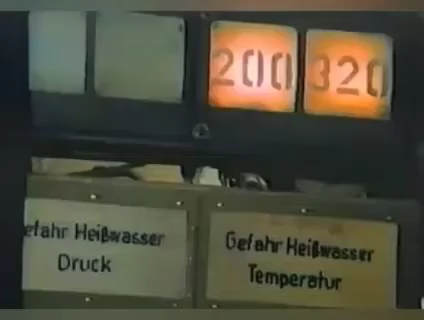 200 320
efahr Heißwasser
Druck
Gefahr Heißwasser
Temperatur